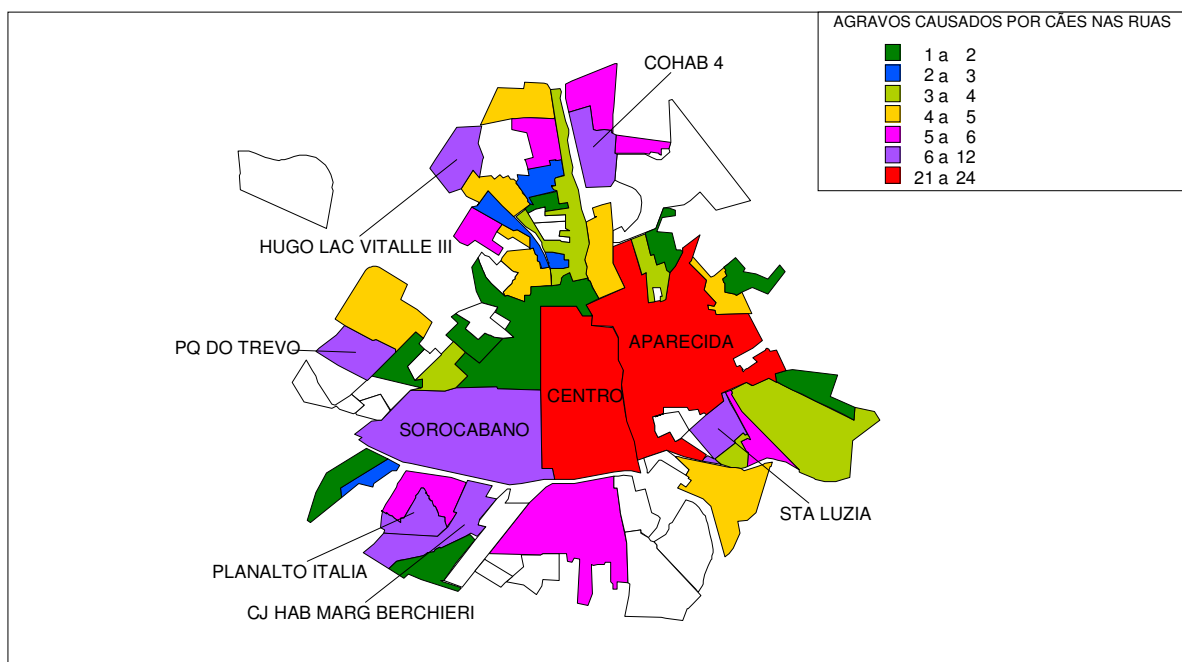 AGRAVOS CAUSADOS POR CÃES NAS RUAS
1 a 2
2 a 3
3 a 4
4 a 5
5 a 6
6 a 12
21 a 24
COHAB 4
HUGO LAC VITALLE III
PQ DO TREVO
APARECIDA
CENTRO
SOROCABANO
STA LUZIA
PLANALTO ITALIA
CJ HAB MARG BERCHIERI